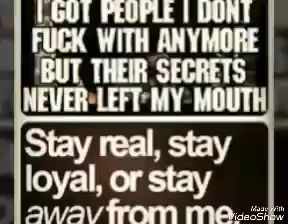 I GOT PEOPLE I DONT
FUCK WITH ANYMORE
BUT THEIR SECRETS
NEVER LEFT MY MOUTH
Stay real, stay
loyal, or stay
away from me
Made With
VideoShow